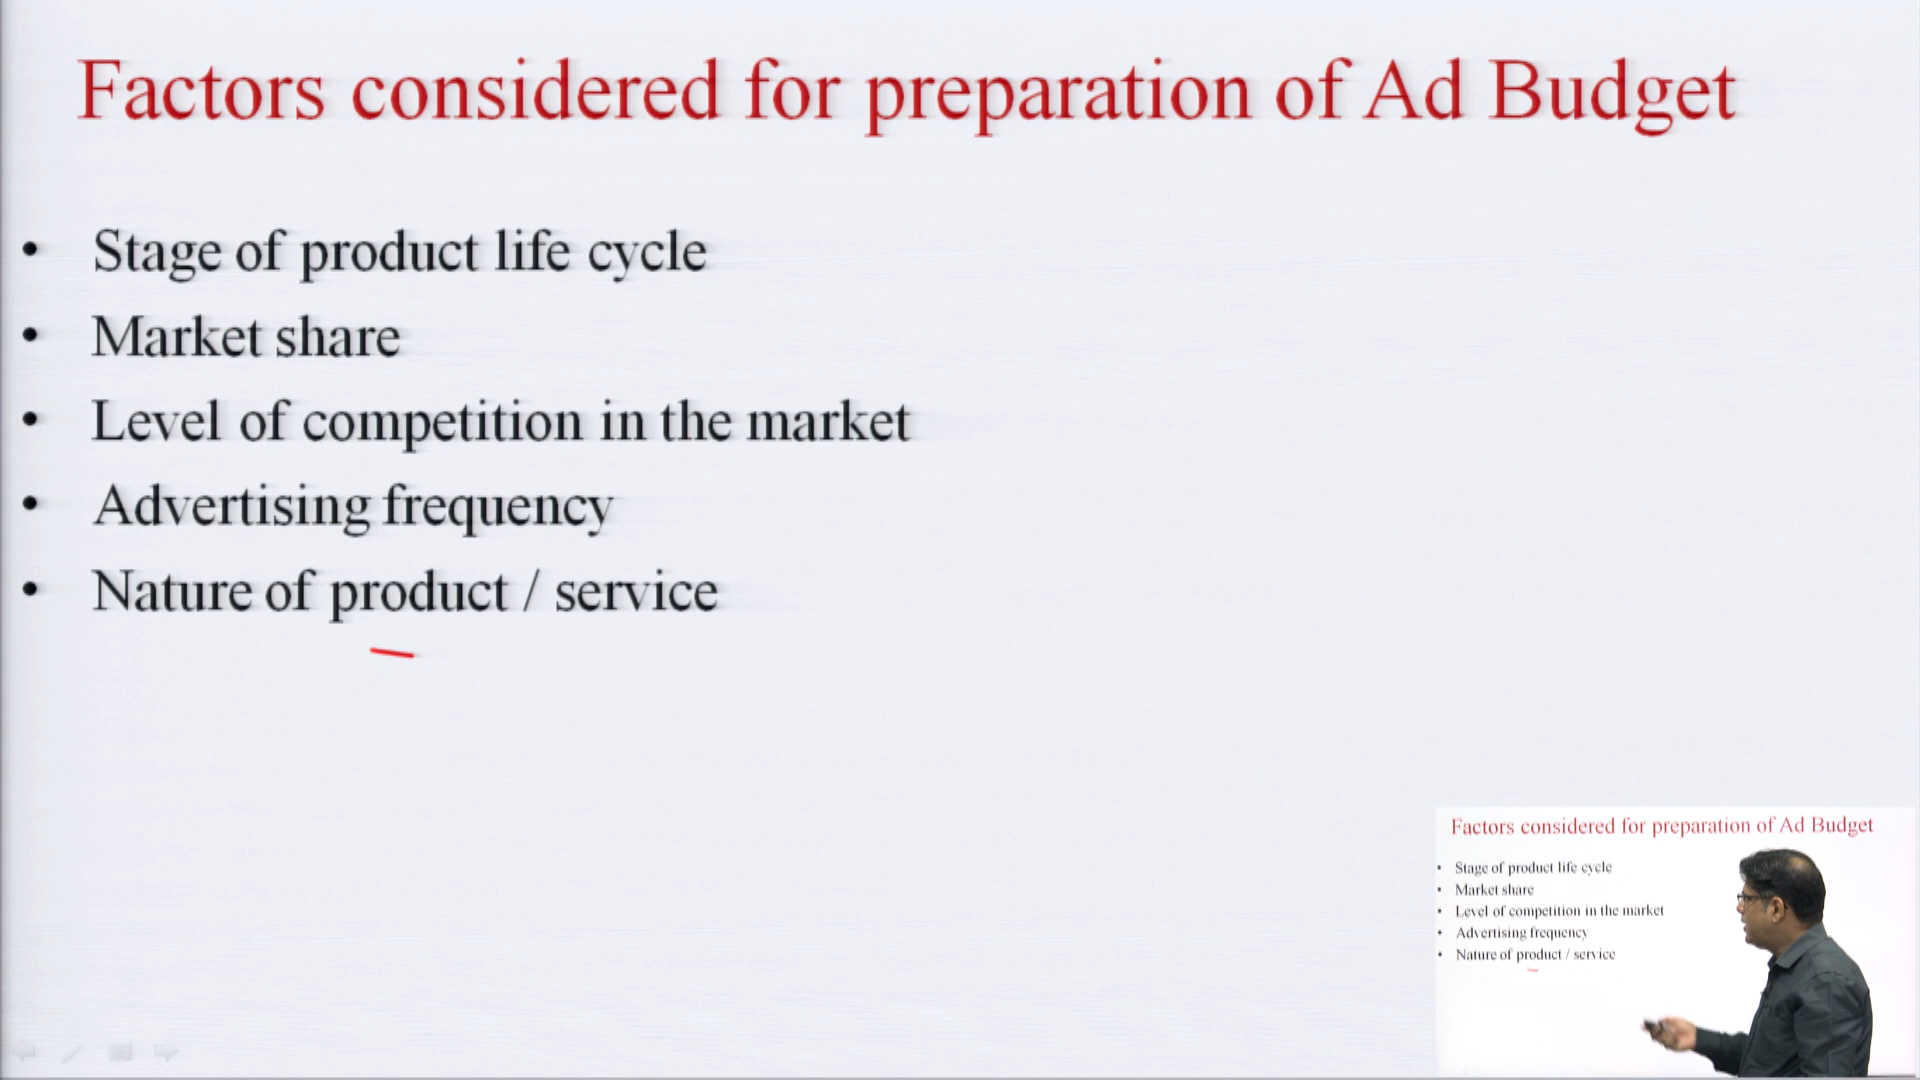 Factors considered for preparation of Ad Budget
• Stage of product life cycle
• Market share
• Level of competition in the market
• Advertising frequency
• Nature of product / service
Factors considered for preparation of Ad Budget
• Stage of product life cycle
• Market share
• Level of competition in the market
• Advertising frequency
• Nature of product / service